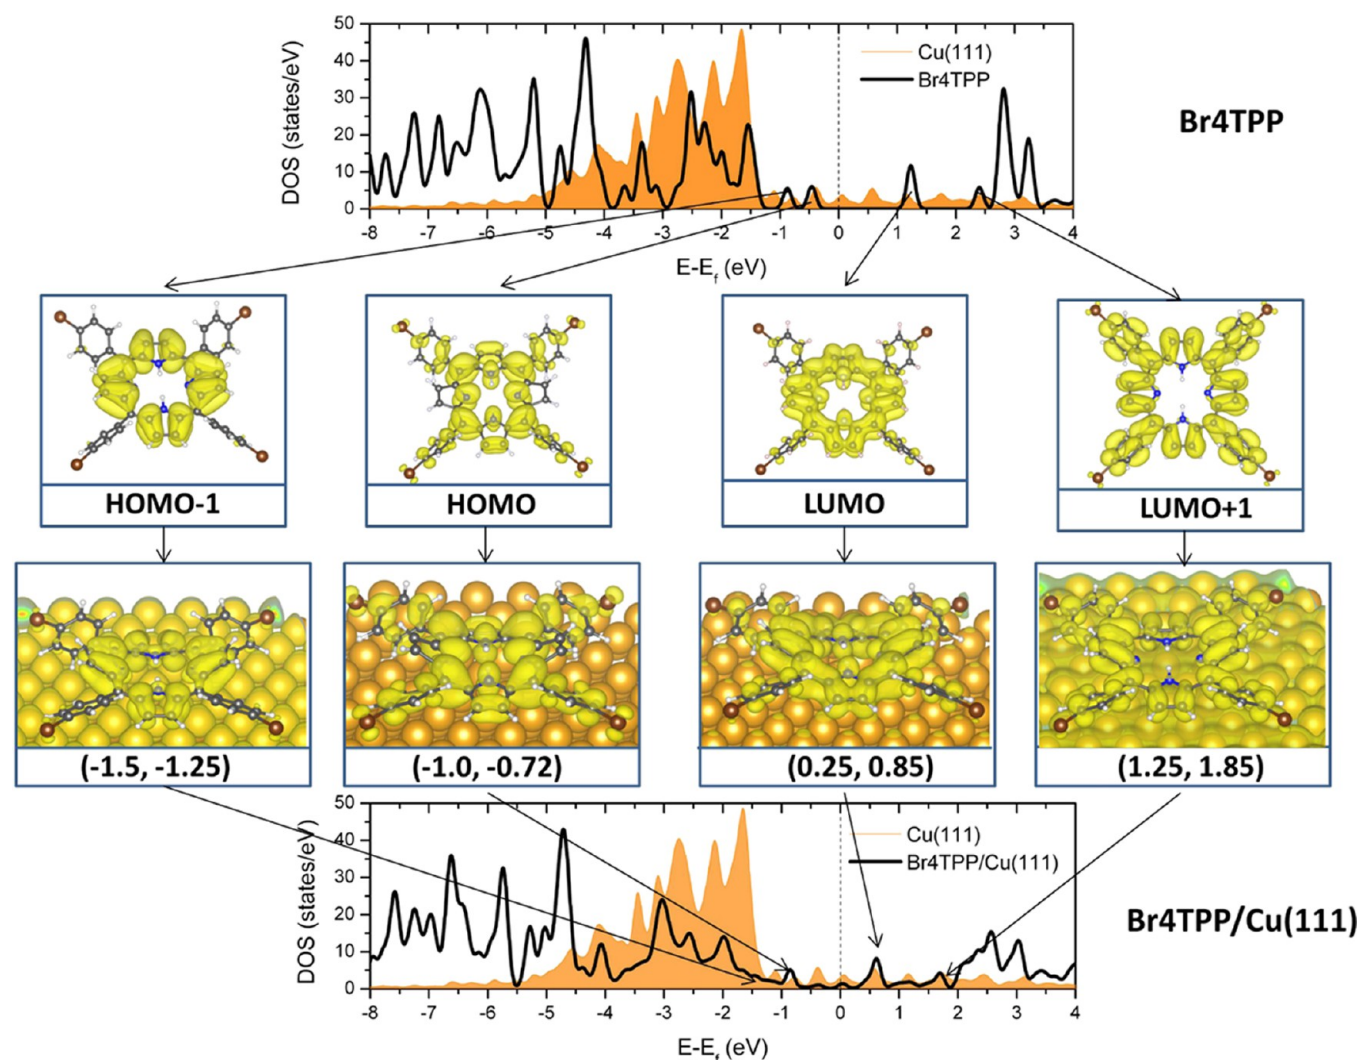 50
40
30
20
10
0
DOS (states/eV)
Cu(111)
Br4TPP
-8 -7 -6 -5 -4 -3 -2 -1 0 1 2 3 4
E-Ef (eV)
Br4TPP
HOMO-1
HOMO
LUMO
LUMO+1
(-1.5, -1.25)
(-1.0, -0.72)
(0.25, 0.85)
(1.25, 1.85)
50
40
30
20
10
0
DOS (states/eV)
Cu(111)
Br4TPP/Cu(111)
-8 -7 -6 -5 -4 -3 -2 -1 0 1 2 3 4
E-Ef (eV)
Br4TPP/Cu(111)